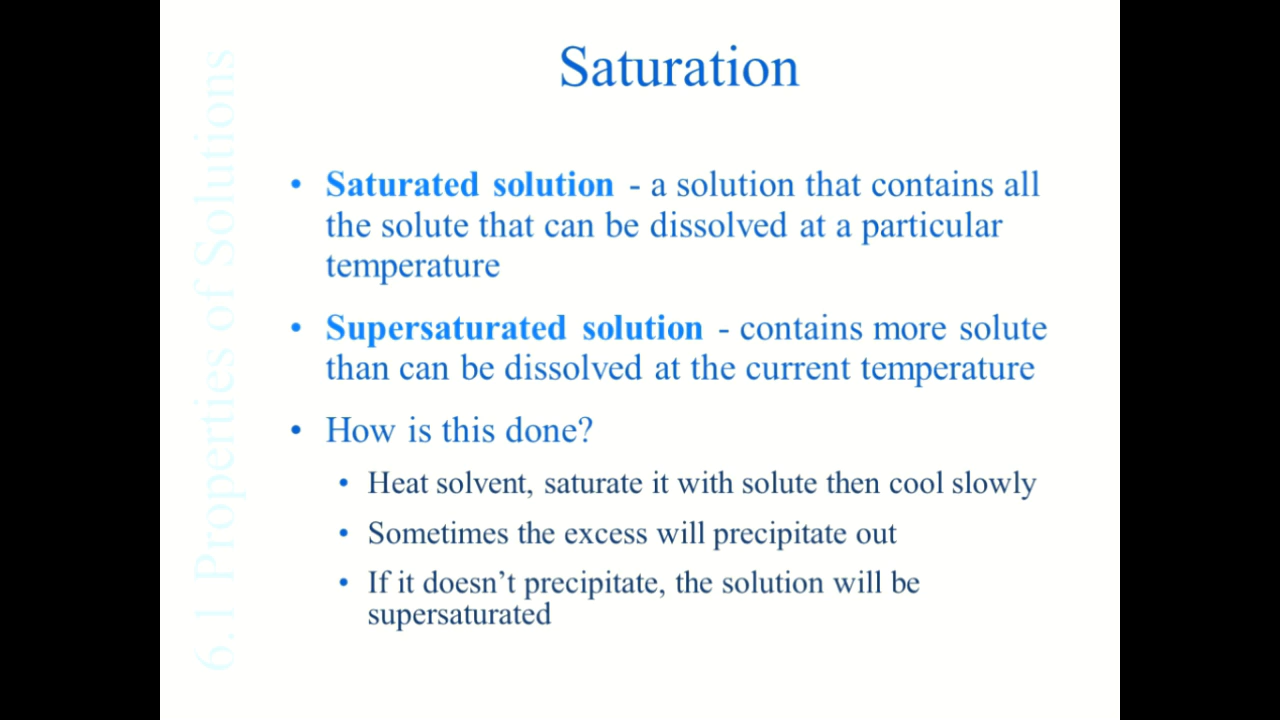 Saturation
6.1 Properties of Solutions
• Saturated solution - a solution that contains all
the solute that can be dissolved at a particular
temperature
• Supersaturated solution - contains more solute
than can be dissolved at the current temperature
• How is this done?
• Heat solvent, saturate it with solute then cool slowly
• Sometimes the excess will precipitate out
• If it doesn’t precipitate, the solution will be
supersaturated